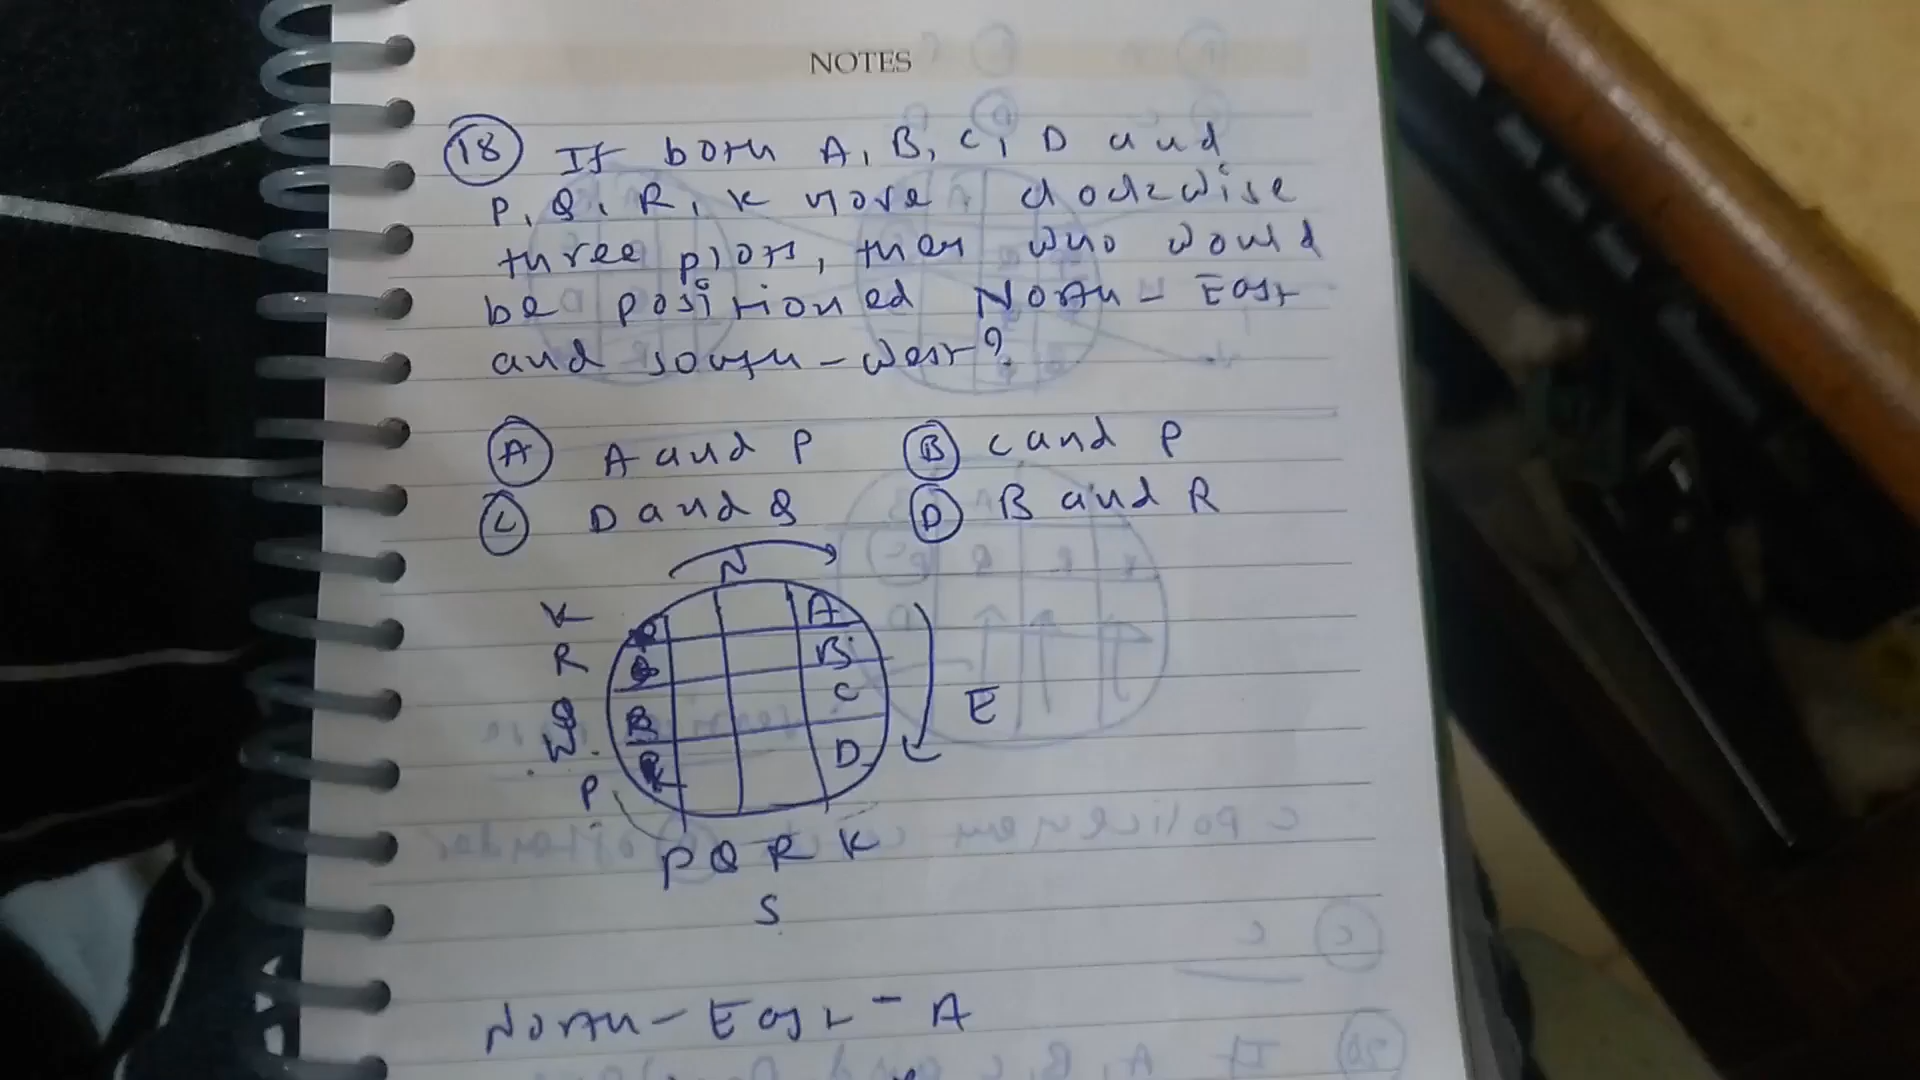 NOTES
18 If both A, B, C, D and
P, Q, R, K move clockwise
three plots, then who would
be positioned North - East
and south - west?
A A and P B C and P
C D and Q D B and R
N
K A
R B
Q C
W. E
D
P
P Q R K
S
North - East - A